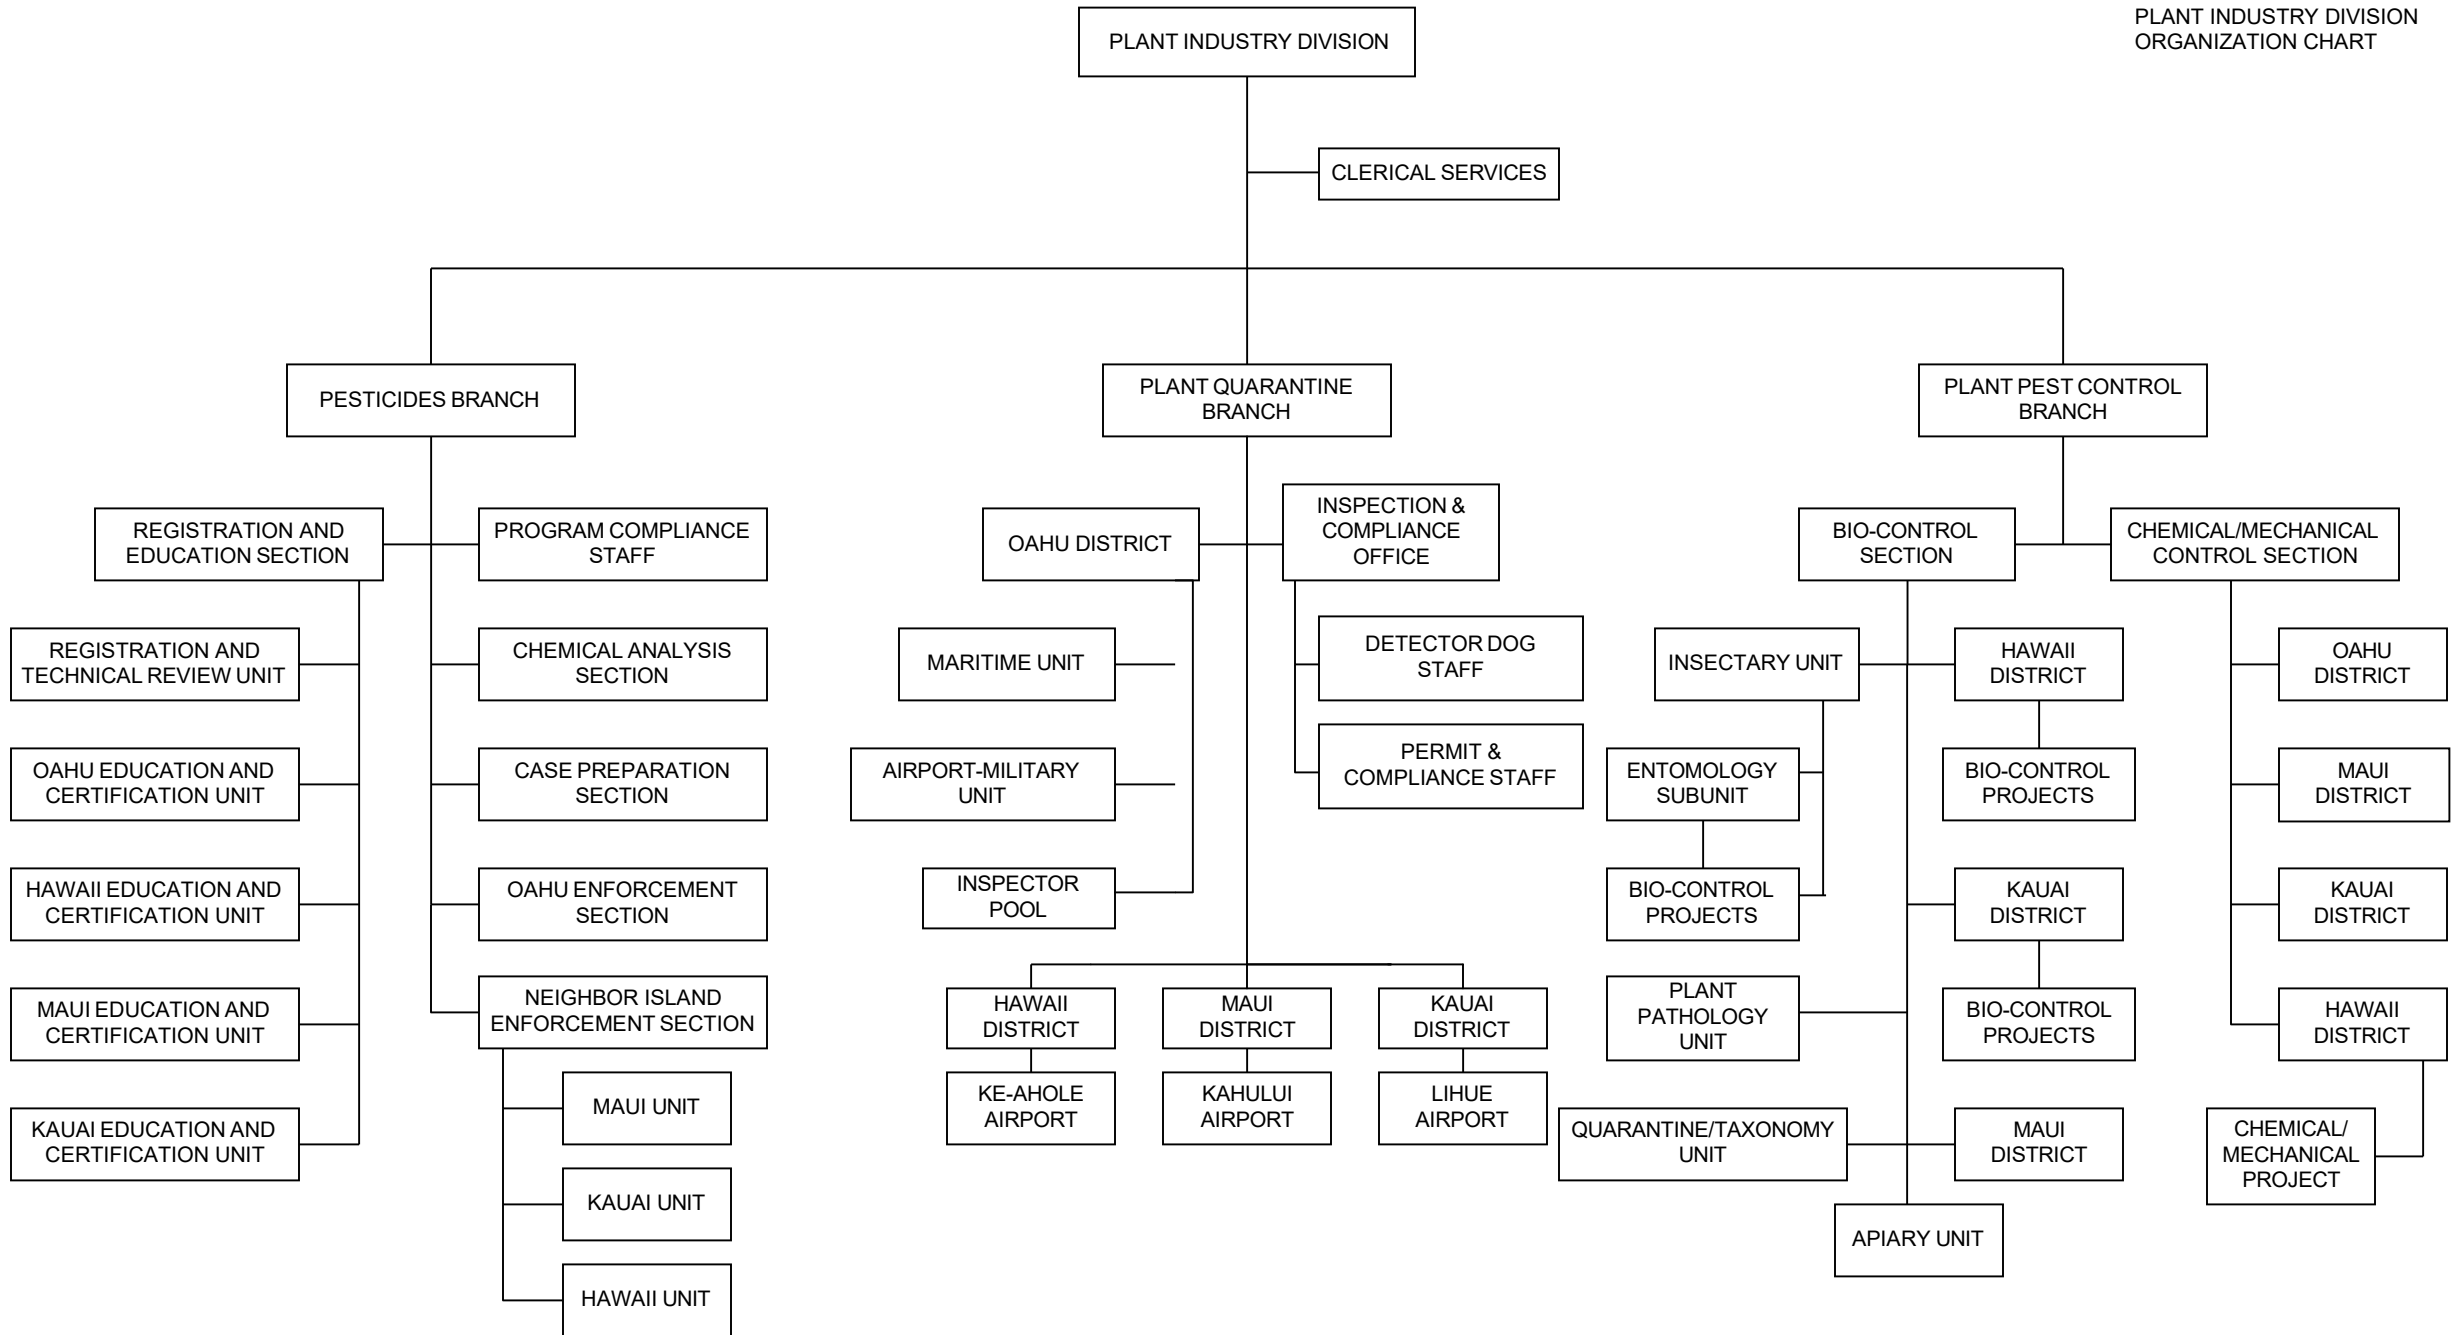 PLANT INDUSTRY DIVISION
ORGANIZATION CHART
PLANT INDUSTRY DIVISION
CLERICAL SERVICES
PESTICIDES BRANCH
REGISTRATION AND
EDUCATION SECTION
REGISTRATION AND
TECHNICAL REVIEW UNIT
OAHU EDUCATION AND
CERTIFICATION UNIT
HAWAII EDUCATION AND
CERTIFICATION UNIT
MAUI EDUCATION AND
CERTIFICATION UNIT
KAUAI EDUCATION AND
CERTIFICATION UNIT
PROGRAM COMPLIANCE
STAFF
CHEMICAL ANALYSIS
SECTION
CASE PREPARATION
SECTION
OAHU ENFORCEMENT
SECTION
NEIGHBOR ISLAND
ENFORCEMENT SECTION
MAUI UNIT
KAUAI UNIT
HAWAII UNIT
PLANT QUARANTINE
BRANCH
OAHU DISTRICT
MARITIME UNIT
AIRPORT-MILITARY
UNIT
INSPECTOR
POOL
INSPECTION &
COMPLIANCE
OFFICE
DETECTOR DOG
STAFF
PERMIT &
COMPLIANCE STAFF
HAWAII
DISTRICT
KE-AHOLE
AIRPORT
MAUI
DISTRICT
KAHULUI
AIRPORT
KAUAI
DISTRICT
LIHUE
AIRPORT
PLANT PEST CONTROL
BRANCH
BIO-CONTROL
SECTION
INSECTARY UNIT
ENTOMOLOGY
SUBUNIT
BIO-CONTROL
PROJECTS
PLANT
PATHOLOGY
UNIT
QUARANTINE/TAXONOMY
UNIT
HAWAII
DISTRICT
BIO-CONTROL
PROJECTS
KAUAI
DISTRICT
BIO-CONTROL
PROJECTS
MAUI
DISTRICT
APIARY UNIT
CHEMICAL/MECHANICAL
CONTROL SECTION
OAHU
DISTRICT
MAUI
DISTRICT
KAUAI
DISTRICT
HAWAII
DISTRICT
CHEMICAL/
MECHANICAL
PROJECT